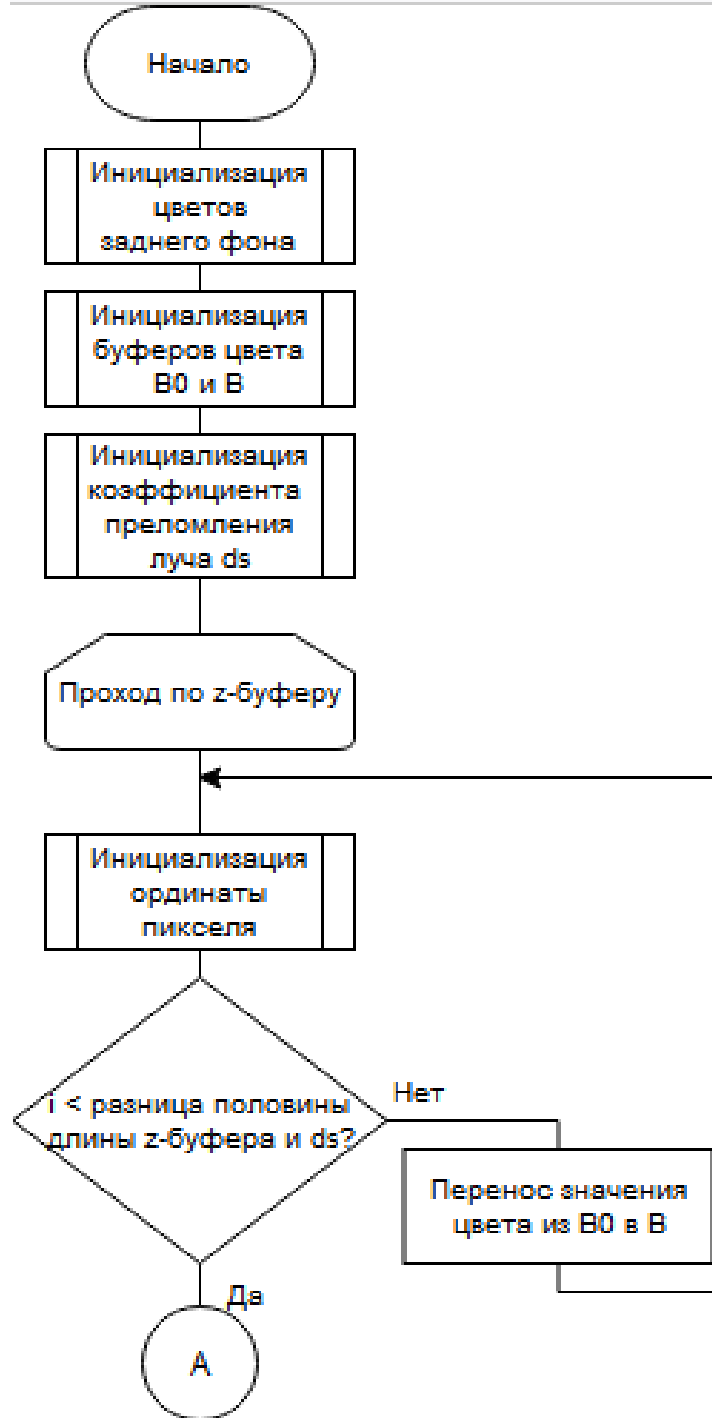 Начало
Инициализация
цветов
заднего фона
Инициализация
буферов цвета
B0 и B
Инициализация
коэффициента
преломления
луча ds
Проход по z-буферу
Инициализация
ординаты
пикселя
i < разница половины
длины z-буфера и ds?
Нет
Перенос значения
цвета из B0 в B
Да
A